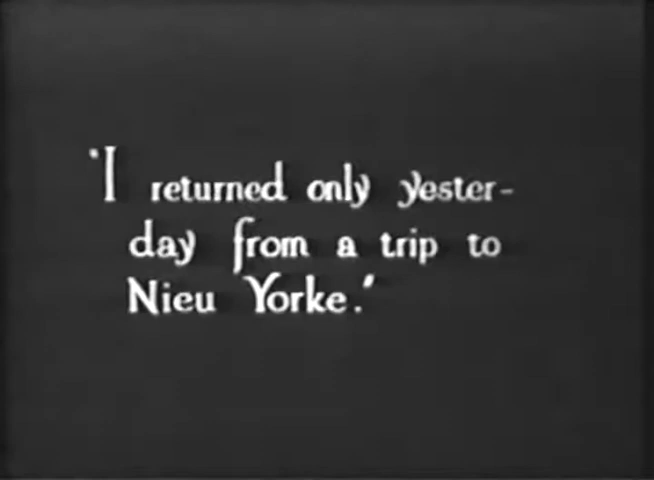 'I returned only yester-
day from a trip to
Nieu Yorke.'